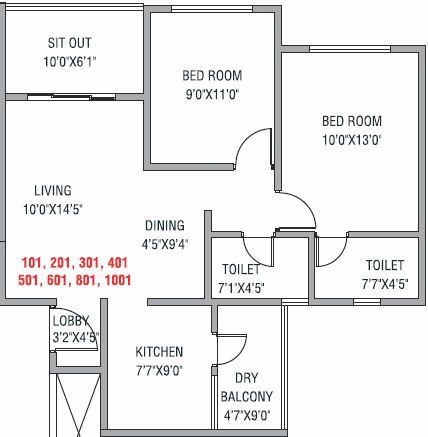 SIT OUT
10'0"X6'1"
BED ROOM
9'0"X11'0"
BED ROOM
10'0"X13'0"
LIVING
10'0"X14'5"
DINING
4'5"X9'4"
101, 201, 301, 401
501, 601, 801, 1001
TOILET
7'1"X4'5"
TOILET
7'7"X4'5"
LOBBY
3'2"X4'5"
KITCHEN
7'7"X9'0"
DRY
BALCONY
4'7"X9'0"